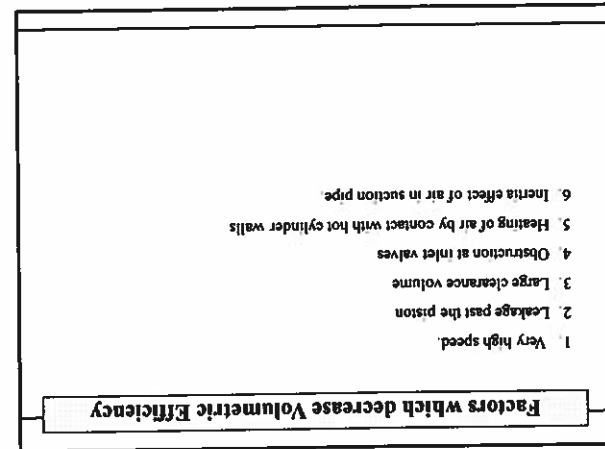 Factors which decrease Volumetric Efficiency
1. Very high speed.
2. Leakage past the piston
3. Large clearance volume
4. Obstruction at inlet valves
5. Heating of air by contact with hot cylinder walls
6. Inertia effect of air in suction pipe.